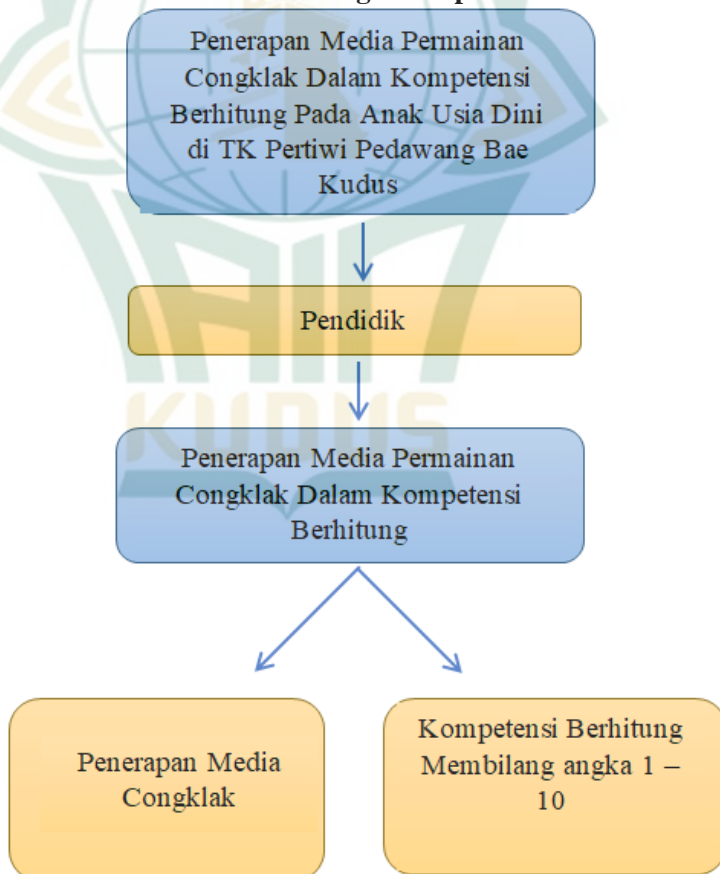 Penerapan Media Permainan
Congklak Dalam Kompetensi
Berhitung Pada Anak Usia Dini
di TK Pertiwi Pedawang Bae
Kudus
Pendidik
KUDUS
Penerapan Media Permainan
Congklak Dalam Kompetensi
Berhitung
Penerapan Media
Congklak
Kompetensi Berhitung
Membilang angka 1 –
10